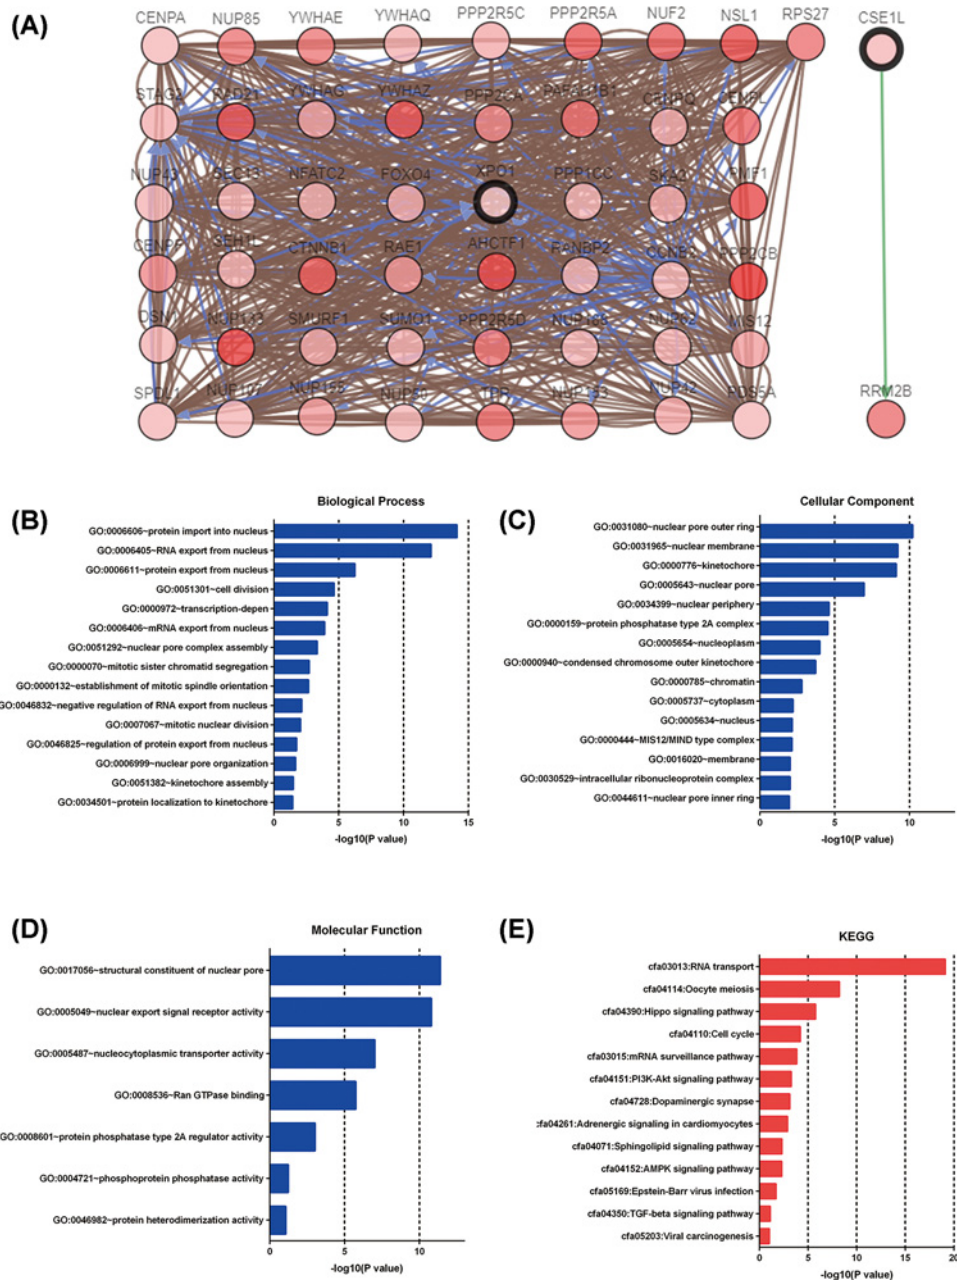 (A)
CENPA NUP85 YWHAE YWHAQ PPP2R5C PPP2R5A NUF2 NSL1 RPS27 CSE1L
STAG2 RAD21 YWHAG YWHAZ PPP2CA PAFAH1B1 CENPQ CENPL
NUP43 SEC13 NFATC2 FOXO4 XPO1 PPP1CC SKA2 PMF1
CENPF SEH1L CTNNB1 RAE1 AHCTF1 RANBP2 CCNB2 PPP2CB
DSN1 NUP133 SMURF1 SUMO1 PPP2R5D NUP188 NUP62 MIS12
SPDL1 NUP107 NUP155 NUP50 TPR NUP153 NUP42 PDS5A RRM2B
(B)
Biological Process
GO:0006606~protein import into nucleus
GO:0006405~RNA export from nucleus
GO:0006611~protein export from nucleus
GO:0051301~cell division
GO:0000972~transcription-depen
GO:0006406~mRNA export from nucleus
GO:0051292~nuclear pore complex assembly
GO:0000070~mitotic sister chromatid segregation
GO:0000132~establishment of mitotic spindle orientation
GO:0046832~negative regulation of RNA export from nucleus
GO:0007067~mitotic nuclear division
GO:0046825~regulation of protein export from nucleus
GO:0006999~nuclear pore organization
GO:0051382~kinetochore assembly
GO:0034501~protein localization to kinetochore
0 5 10 15
-log10(P value)
(C)
Cellular Component
GO:0031080~nuclear pore outer ring
GO:0031965~nuclear membrane
GO:0000776~kinetochore
GO:0005643~nuclear pore
GO:0034399~nuclear periphery
GO:0000159~protein phosphatase type 2A complex
GO:0005654~nucleoplasm
GO:0000940~condensed chromosome outer kinetochore
GO:0000785~chromatin
GO:0005737~cytoplasm
GO:0005634~nucleus
GO:0000444~MIS12/MIND type complex
GO:0016020~membrane
GO:0030529~intracellular ribonucleoprotein complex
GO:0044611~nuclear pore inner ring
0 5 10
-log10(P value)
(D)
Molecular Function
GO:0017056~structural constituent of nuclear pore
GO:0005049~nuclear export signal receptor activity
GO:0005487~nucleocytoplasmic transporter activity
GO:0008536~Ran GTPase binding
GO:0008601~protein phosphatase type 2A regulator activity
GO:0004721~phosphoprotein phosphatase activity
GO:0046982~protein heterodimerization activity
0 5 10
-log10(P value)
(E)
KEGG
cfa03013:RNA transport
cfa04114:Oocyte meiosis
cfa04390:Hippo signaling pathway
cfa04110:Cell cycle
cfa03015:mRNA surveillance pathway
cfa04151:PI3K-Akt signaling pathway
cfa04728:Dopaminergic synapse
:fa04261:Adrenergic signaling in cardiomyocytes
cfa04071:Sphingolipid signaling pathway
cfa04152:AMPK signaling pathway
cfa05169:Epstein-Barr virus infection
cfa04350:TGF-beta signaling pathway
cfa05203:Viral carcinogenesis
0 5 10 15 20
-log10(P value)